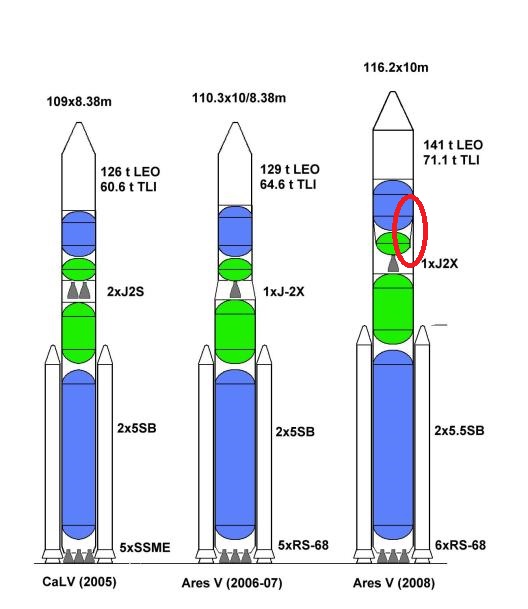 116.2x10m
109x8.38m
110.3x10/8.38m
126 t LEO
60.6 t TLI
129 t LEO
64.6 t TLI
141 t LEO
71.1 t TLI
2xJ2S
1xJ-2X
1xJ2X
2x5SB
2x5SB
2x5.5SB
5xSSME
5xRS-68
6xRS-68
CaLV (2005)
Ares V (2006-07)
Ares V (2008)